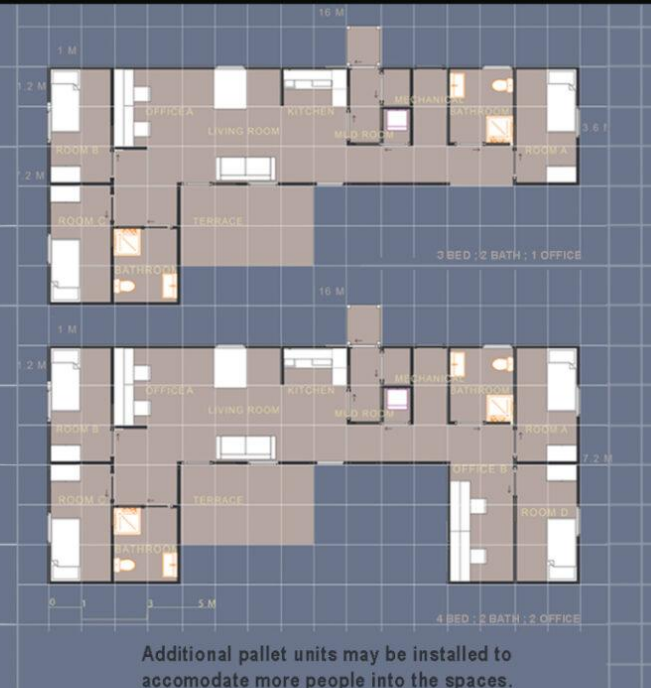 16 M
1 M
1.2 M
OFFICE A
MECHANICAL
KITCHEN
BATHROOM
LIVING ROOM
MUD ROOM
3.6
ROOM B
ROOM A
.2 M
ROOM C
TERRACE
3 BED ; 2 BATH ; 1 OFFICE
BATHROOM
16 M
1 M
1.2 M
MECHANICAL
OFFICE A
KITCHEN
BATHROOM
LIVING ROOM
MUD ROOM
ROOM B
ROOM A
7.2 M
OFFICE B
ROOM C
TERRACE
ROOM D
BATHROOM
0 1 3 5 M
4 BED ; 2 BATH ; 2 OFFICE
Additional pallet units may be installed to
accomodate more people into the spaces.